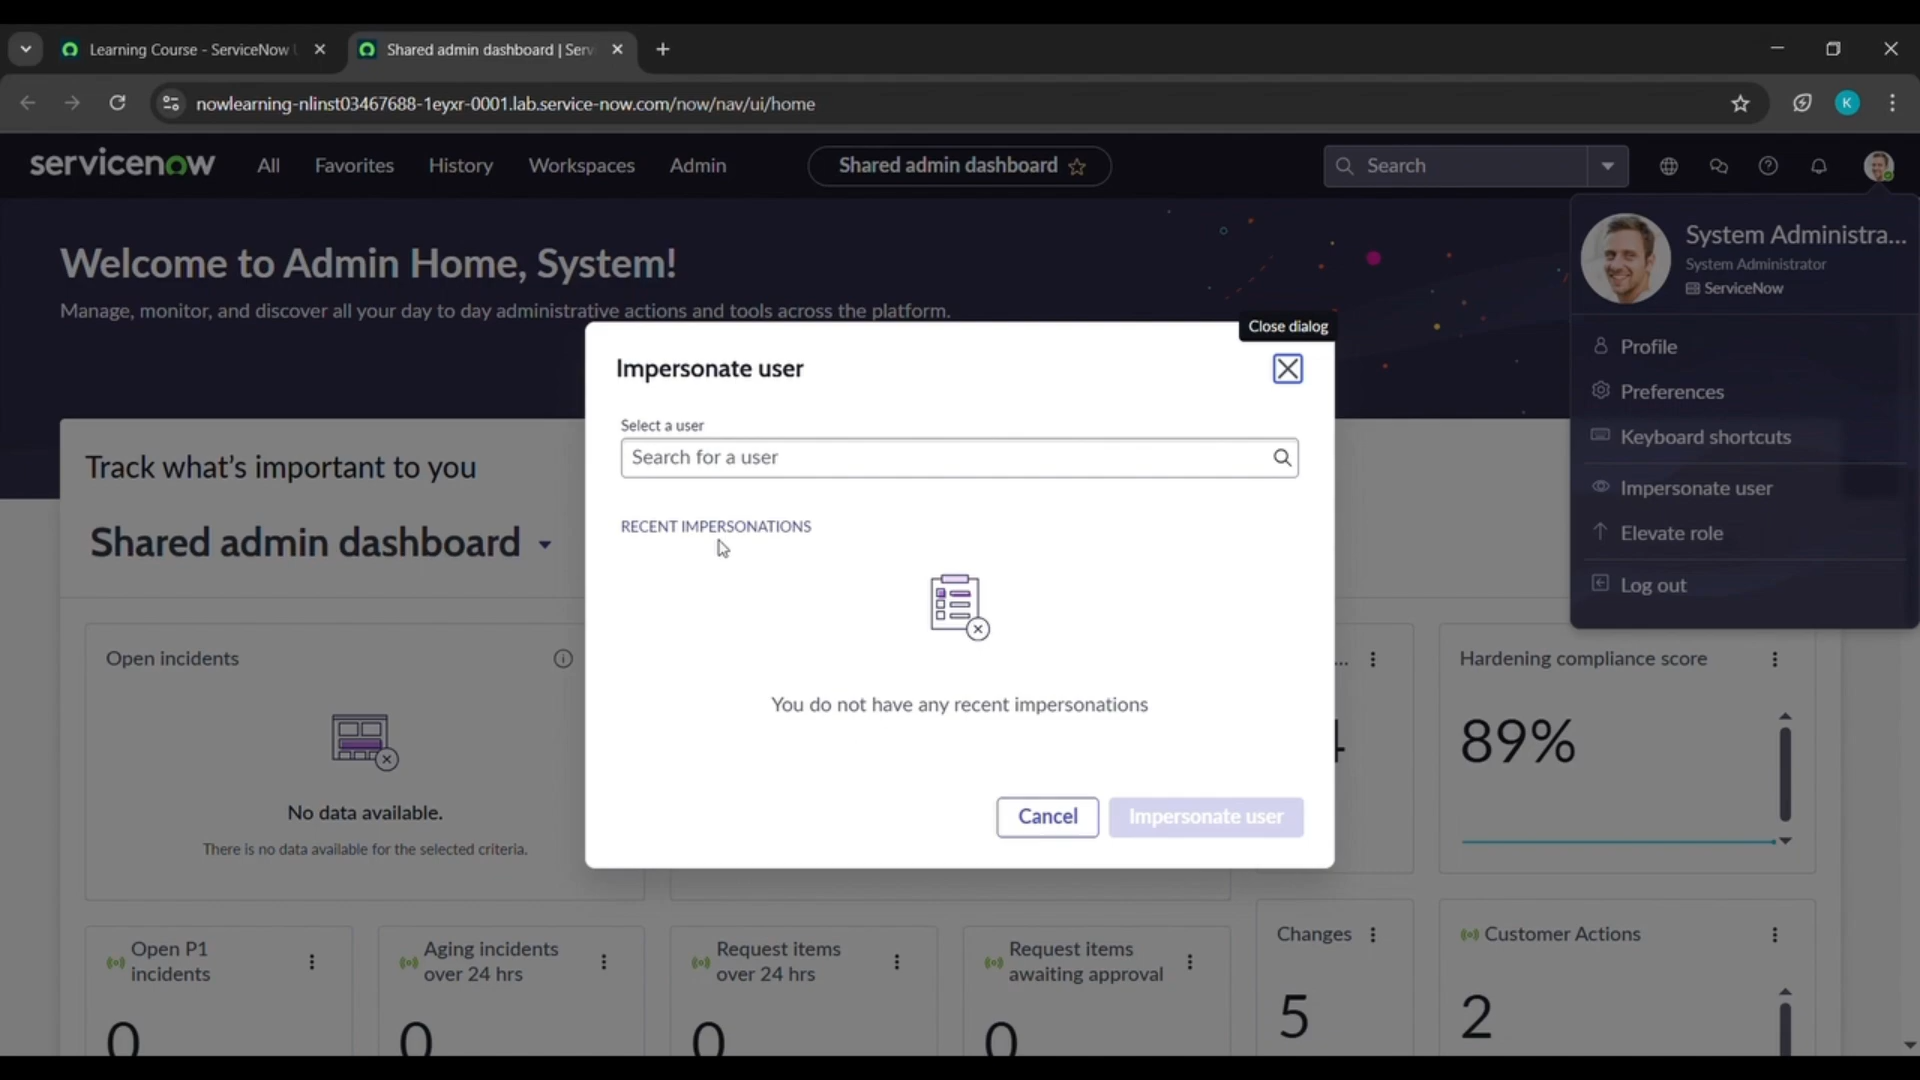 Learning Course - ServiceNow U
Shared admin dashboard | Serv
nowlearning-nlinst03467688-1eyxr-0001.lab.service-now.com/now/nav/ui/home
K
servicenow
All
Favorites
History
Workspaces
Admin
Shared admin dashboard
Search
Welcome to Admin Home, System!
Manage, monitor, and discover all your day to day administrative actions and tools across the platform.
System Administra...
System Administrator
ServiceNow
Profile
Preferences
Keyboard shortcuts
Impersonate user
Elevate role
Log out
Close dialog
Impersonate user
Select a user
Search for a user
RECENT IMPERSONATIONS
You do not have any recent impersonations
Cancel
Impersonate user
Track what's important to you
Shared admin dashboard
Open incidents
No data available.
There is no data available for the selected criteria.
...
4
Hardening compliance score
89%
Open P1
incidents
0
Aging incidents
over 24 hrs
0
Request items
over 24 hrs
0
Request items
awaiting approval
0
Changes
5
Customer Actions
2